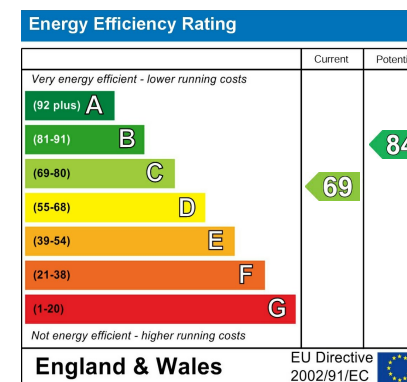 Energy Efficiency Rating
Current
Potenti
Very energy efficient - lower running costs
(92 plus) A
(81-91) B
84
(69-80) C
69
(55-68) D
(39-54) E
(21-38) F
(1-20) G
Not energy efficient - higher running costs
England & Wales
EU Directive
2002/91/EC